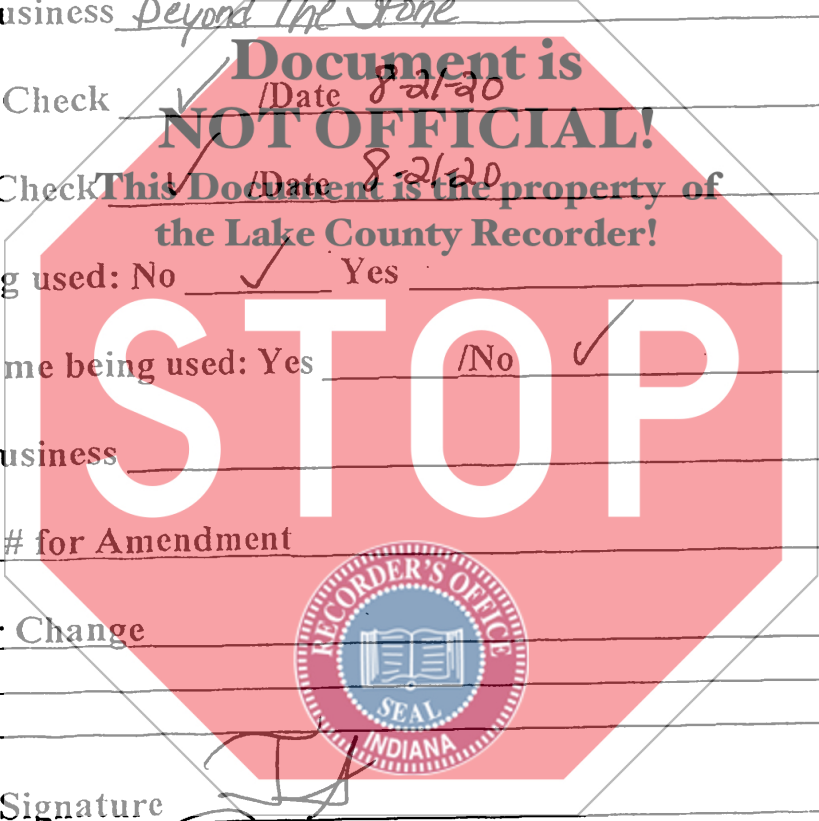 usiness Beyond The Stone
Document is
Check ✓ /Date 8-21-20
NOT OFFICIAL!
Check ✓ /Date 8-21-20
This Document is the property of
the Lake County Recorder!
g used: No ✓ Yes
STOP
me being used: Yes /No ✓
usiness
# for Amendment
Change
RECORDER'S OFFICE
SEAL
INDIANA
Signature